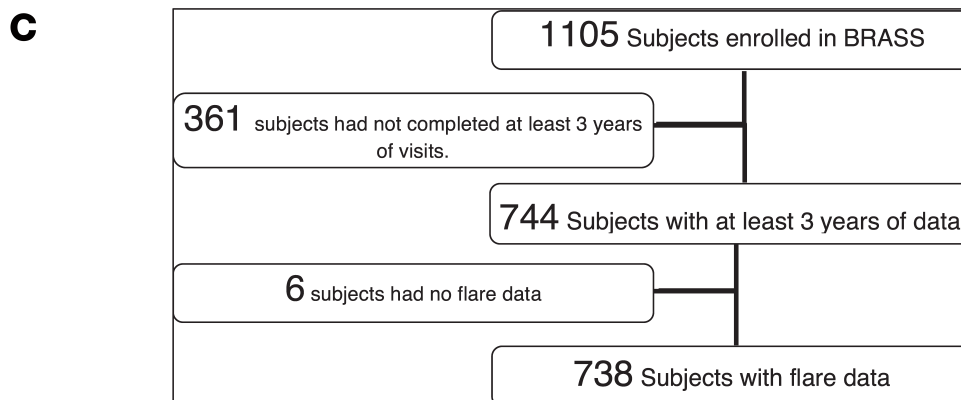 c
1105 Subjects enrolled in BRASS
361 subjects had not completed at least 3 years
of visits.
744 Subjects with at least 3 years of data
6 subjects had no flare data
738 Subjects with flare data